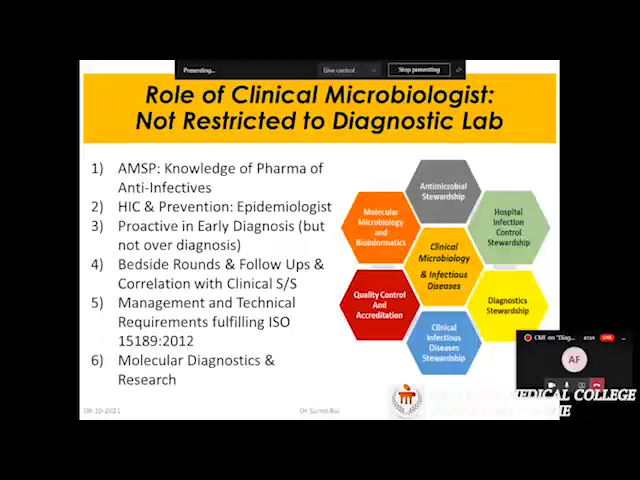 Presenting...
Give control
Stop presenting
Role of Clinical Microbiologist:
Not Restricted to Diagnostic Lab
1) AMSP: Knowledge of Pharma of
Anti-Infectives
2) HIC & Prevention: Epidemiologist
3) Proactive in Early Diagnosis (but
not over diagnosis)
4) Bedside Rounds & Follow Ups &
Correlation with Clinical S/S
5) Management and Technical
Requirements fulfilling ISO
15189:2012
6) Molecular Diagnostics &
Research
Antimicrobial
Stewardship
Molecular
Microbiology
and
Bioinformatics
Hospital
Infection
Control
Stewardship
Clinical
Microbiology
& Infectious
Diseases
Quality Control
And
Accreditation
Diagnostics
Stewardship
Clinical
Infectious
Diseases
Stewardship
CME on "Diag...
LIVE
AF
MEDICAL COLLEGE
08-10-2021
Dr Sumit Rai